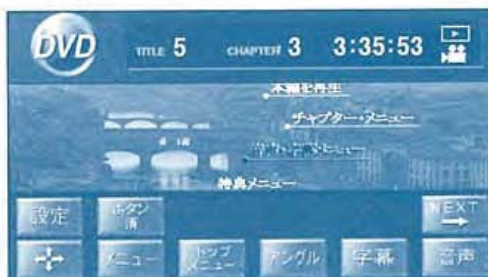 DVD TITLE 5 CHAPTER 3 3:35:53
本編を再生
チャプター・メニュー
特典メニュー
設定
ボタン
消
NEXT
メニュー
トップ
メニュー
アングル
字幕
音声